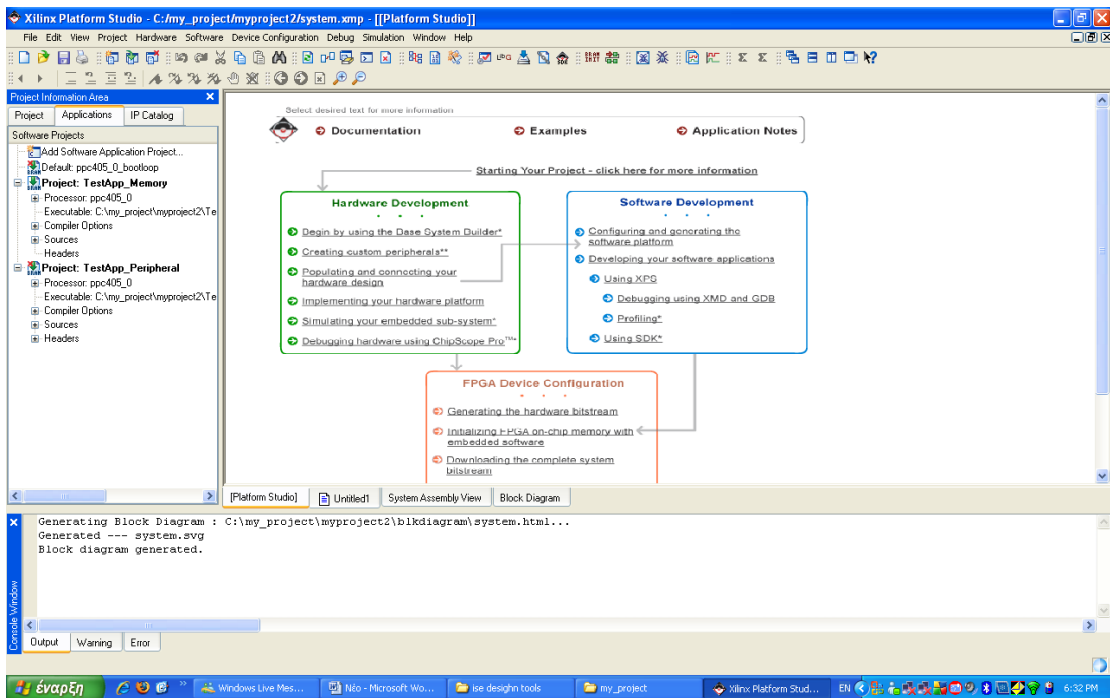 Xilinx Platform Studio - C:/my_project/myproject2/system.xmp - [[Platform Studio]]
File Edit View Project Hardware Software Device Configuration Debug Simulation Window Help
Project Information Area
Project Applications IP Catalog
Software Projects
Add Software Application Project...
Default: ppc405_0_bootloop
Project: TestApp_Memory
Processor: ppc405_0
Executable: C:\my_project\myproject2\Te
Compiler Options
Sources
Headers
Project: TestApp_Peripheral
Processor: ppc405_0
Executable: C:\my_project\myproject2\Te
Compiler Options
Sources
Headers
Select desired text for more information
Documentation Examples Application Notes
Starting Your Project - click here for more information
Hardware Development
Begin by using the Base System Builder*
Creating custom peripherals**
Populating and connecting your
hardware design
Implementing your hardware platform
Simulating your embedded sub-system*
Debugging hardware using ChipScope Pro™*
Software Development
Configuring and generating the
software platform
Developing your software applications
Using XPS
Debugging using XMD and GDB
Profiling*
Using SDK*
FPGA Device Configuration
Generating the hardware bitstream
Initializing FPGA on-chip memory with
embedded software
Downloading the complete system
bitstream
[Platform Studio] Untitled1 System Assembly View Block Diagram
Generating Block Diagram : C:\my_project\myproject2\blkdiagram\system.html...
Generated --- system.svg
Block diagram generated.
Console Window
Output Warning Error
έναρξη Windows Live Mes... Νέο - Microsoft Wo... ise desighn tools my_project Xilinx Platform Stud... EN 6:32 PM